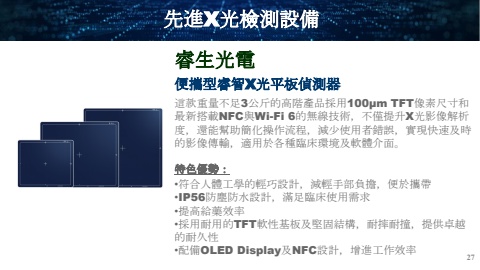 先進X光檢測設備
睿生光電
便攜型睿智X光平板偵測器
這款重量不足3公斤的高階產品採用100μm TFT像素尺寸和
最新搭載NFC與Wi-Fi 6的無線技術，不僅提升X光影像解析
度，還能幫助簡化操作流程，減少使用者錯誤，實現快速及時
的影像傳輸，適用於各種臨床環境及軟體介面。
特色優勢：
•符合人體工學的輕巧設計，減輕手部負擔，便於攜帶
•IP56防塵防水設計，滿足臨床使用需求
•提高給藥效率
•採用耐用的TFT軟性基板及堅固結構，耐摔耐撞，提供卓越
的耐久性
•配備OLED Display及NFC設計，增進工作效率
27